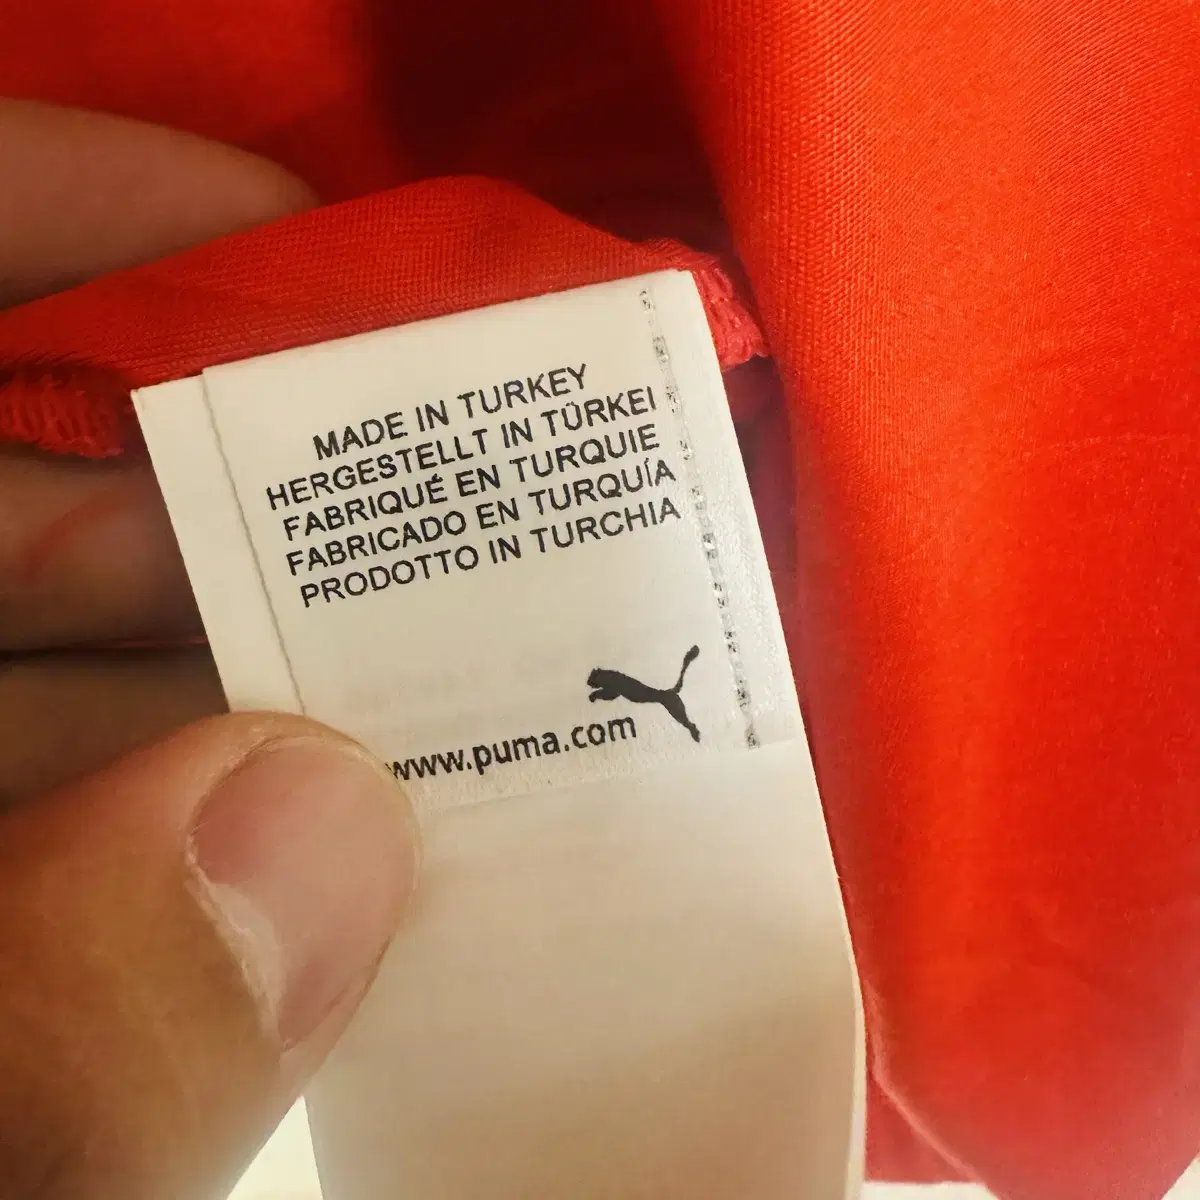 MADE IN TURKEY
HERGESTELLT IN TÜRKEI
FABRIQUÉ EN TURQUIE
FABRICADO EN TURQUÍA
PRODOTTO IN TURCHIA
www.puma.com